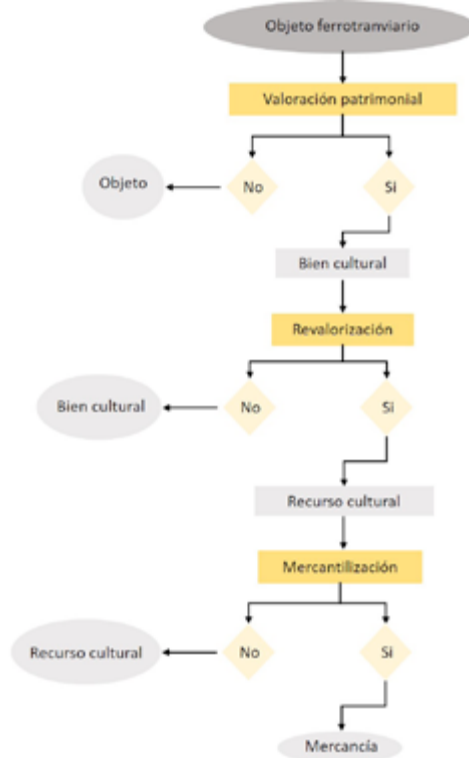 Objeto ferrotranviario
Valoración patrimonial
Objeto
No
Si
Bien cultural
Revalorización
Bien cultural
No
Si
Recurso cultural
Mercantilización
Recurso cultural
No
Si
Mercancía